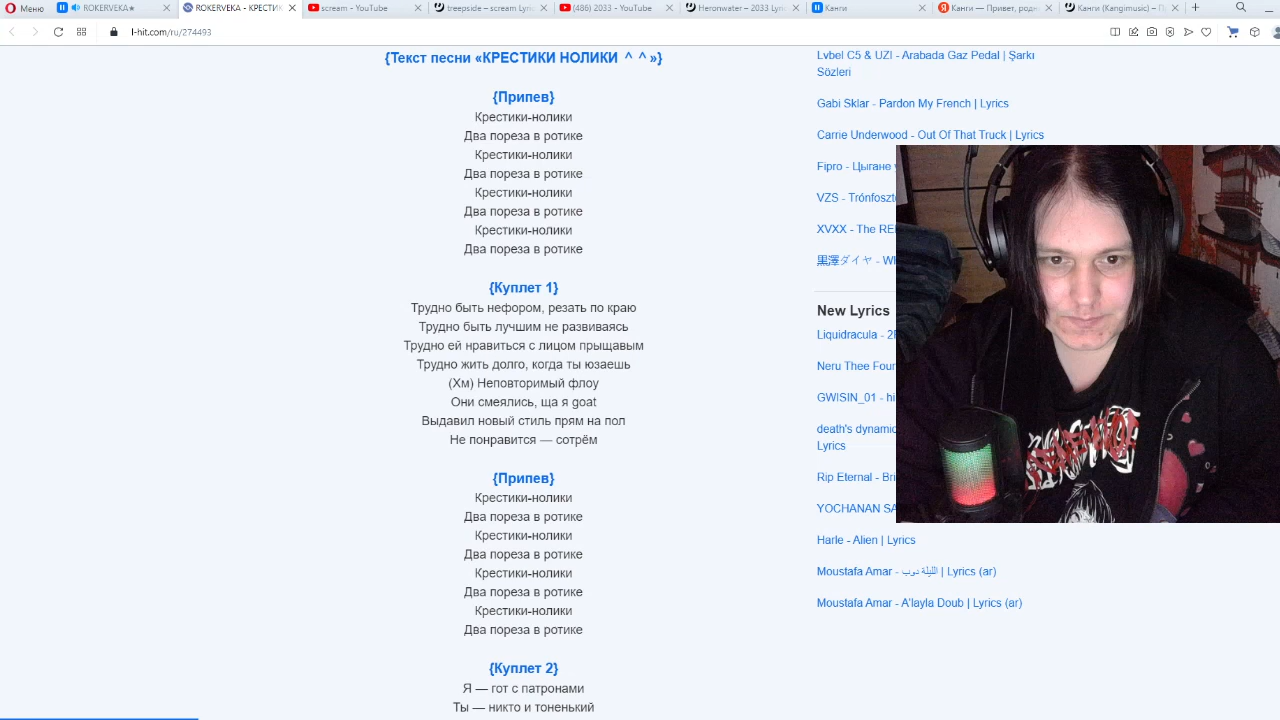 Меню
ROKERVEKA★
ROKERVEKA - КРЕСТИК
scream - YouTube
treepside – scream Lyri
(486) 2033 - YouTube
Heronwater – 2033 Lyri
Канги
Канги — Привет, родн
Канги (Kangimusic) – П
l-hit.com/ru/274493
{Текст песни «КРЕСТИКИ НОЛИКИ ＾＾»}
{Припев}
Крестики-нолики
Два пореза в ротике
Крестики-нолики
Два пореза в ротике
Крестики-нолики
Два пореза в ротике
Крестики-нолики
Два пореза в ротике
{Куплет 1}
Трудно быть нефором, резать по краю
Трудно быть лучшим не развиваясь
Трудно ей нравиться с лицом прыщавым
Трудно жить долго, когда ты юзаешь
(Хм) Неповторимый флоу
Они смеялись, ща я goat
Выдавил новый стиль прям на пол
Не понравится — сотрём
{Припев}
Крестики-нолики
Два пореза в ротике
Крестики-нолики
Два пореза в ротике
Крестики-нолики
Два пореза в ротике
Крестики-нолики
Два пореза в ротике
{Куплет 2}
Я — гот с патронами
Ты — никто и тоненький
Lvbel C5 & UZI - Arabada Gaz Pedal | Şarkı
Sözleri
Gabi Sklar - Pardon My French | Lyrics
Carrie Underwood - Out Of That Truck | Lyrics
Fipro - Цыгане
VZS - Trónfoszt
XVXX - The RE
黒澤ダイヤ - W
New Lyrics
Liquidracula - 2
Neru Thee Four
GWISIN_01 - hi
death's dynamic
Lyrics
Rip Eternal - Bri
YOCHANAN SA
Harle - Alien | Lyrics
Moustafa Amar - الليلة دوب | Lyrics (ar)
Moustafa Amar - A'layla Doub | Lyrics (ar)